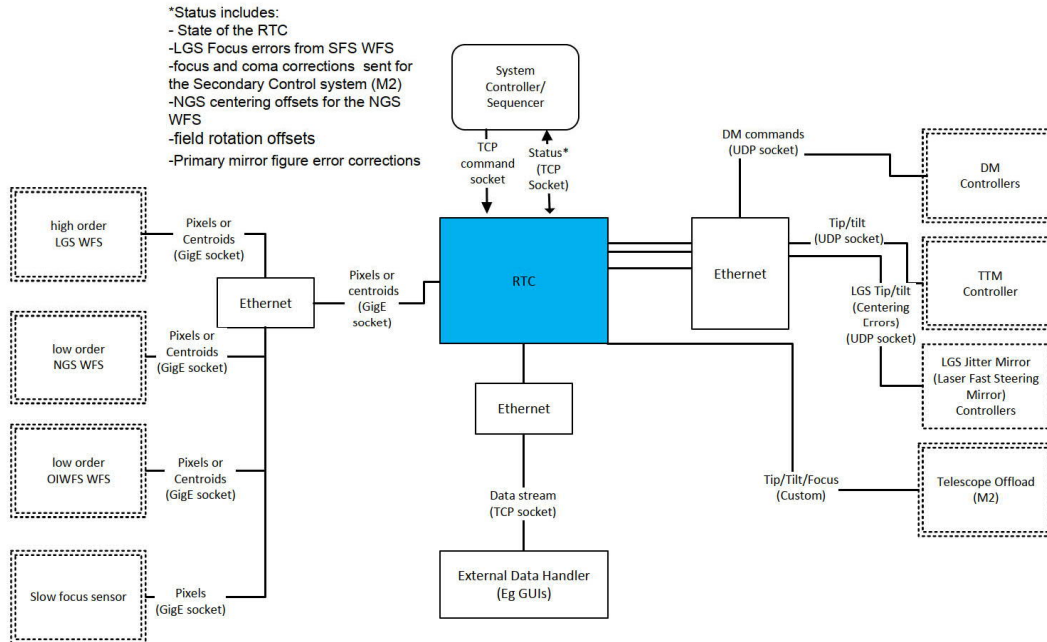 *Status includes:
- State of the RTC
-LGS Focus errors from SFS WFS
-focus and coma corrections sent for
the Secondary Control system (M2)
-NGS centering offsets for the NGS
WFS
-field rotation offsets
-Primary mirror figure error corrections
System
Controller/
Sequencer
TCP
command
socket
Status*
(TCP
Socket)
DM commands
(UDP socket)
DM
Controllers
high order
LGS WFS
Pixels or
Centroids
(GigE socket)
Ethernet
Pixels or
centroids
(GigE
socket)
RTC
Ethernet
Tip/tilt
(UDP socket)
TTM
Controller
LGS Tip/tilt
(Centering
Errors)
(UDP socket)
low order
NGS WFS
Pixels or
Centroids
(GigE socket)
LGS Jitter Mirror
(Laser Fast Steering
Mirror)
Controllers
Ethernet
low order
OIWFS WFS
Pixels or
Centroids
(GigE socket)
Data stream
(TCP socket)
Tip/Tilt/Focus
(Custom)
Telescope Offload
(M2)
Slow focus sensor
Pixels
(GigE socket)
External Data Handler
(Eg GUIs)